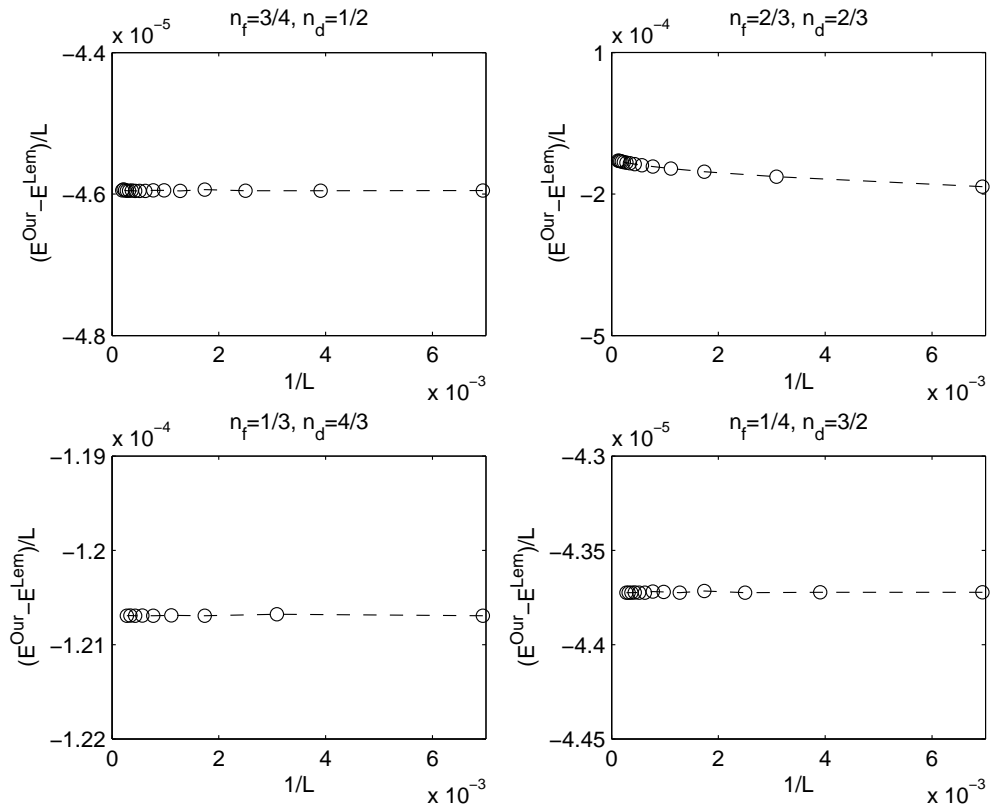 n_f=3/4, n_d=1/2
x 10^−5
−4.4
−4.6
−4.8
(E^Our−E^Lem)/L
0 2 4 6
x 10^−3
1/L
n_f=2/3, n_d=2/3
x 10^−4
1
−2
−5
(E^Our−E^Lem)/L
0 2 4 6
x 10^−3
1/L
n_f=1/3, n_d=4/3
x 10^−4
−1.19
−1.2
−1.21
−1.22
(E^Our−E^Lem)/L
0 2 4 6
x 10^−3
1/L
n_f=1/4, n_d=3/2
x 10^−5
−4.3
−4.35
−4.4
−4.45
(E^Our−E^Lem)/L
0 2 4 6
x 10^−3
1/L